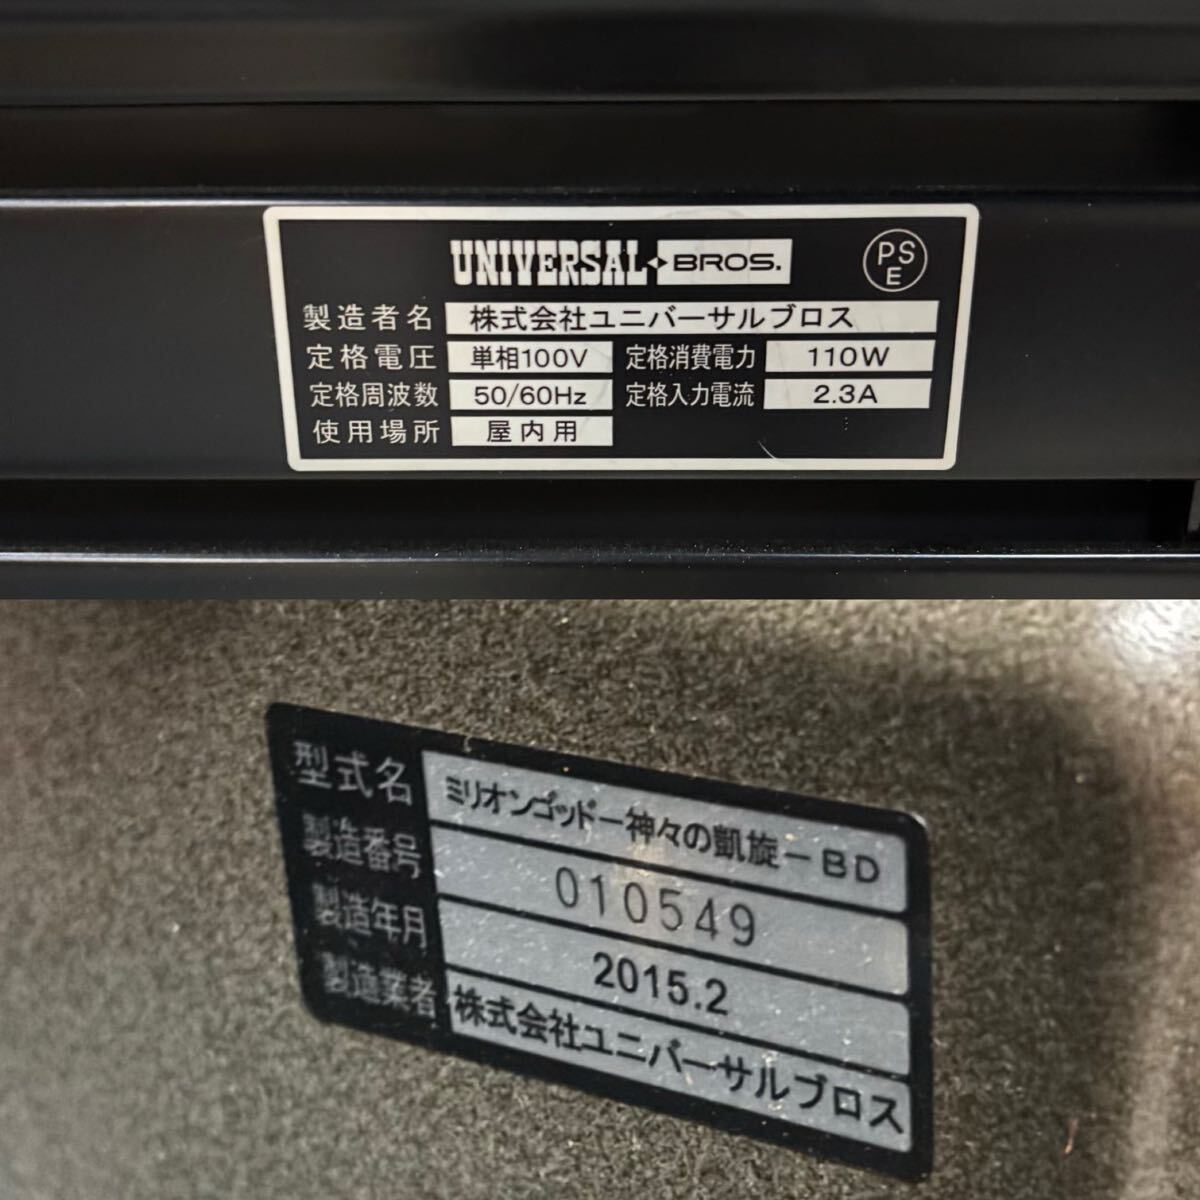 UNIVERSAL BROS.
PS
E
製造者名 株式会社ユニバーサルブロス
定格電圧 単相100V 定格消費電力 110W
定格周波数 50/60Hz 定格入力電流 2.3A
使用場所 屋内用
型式名 ミリオンゴッドー神々の凱旋ーBD
製造番号 010549
製造年月 2015.2
製造業者 株式会社ユニバーサルブロス